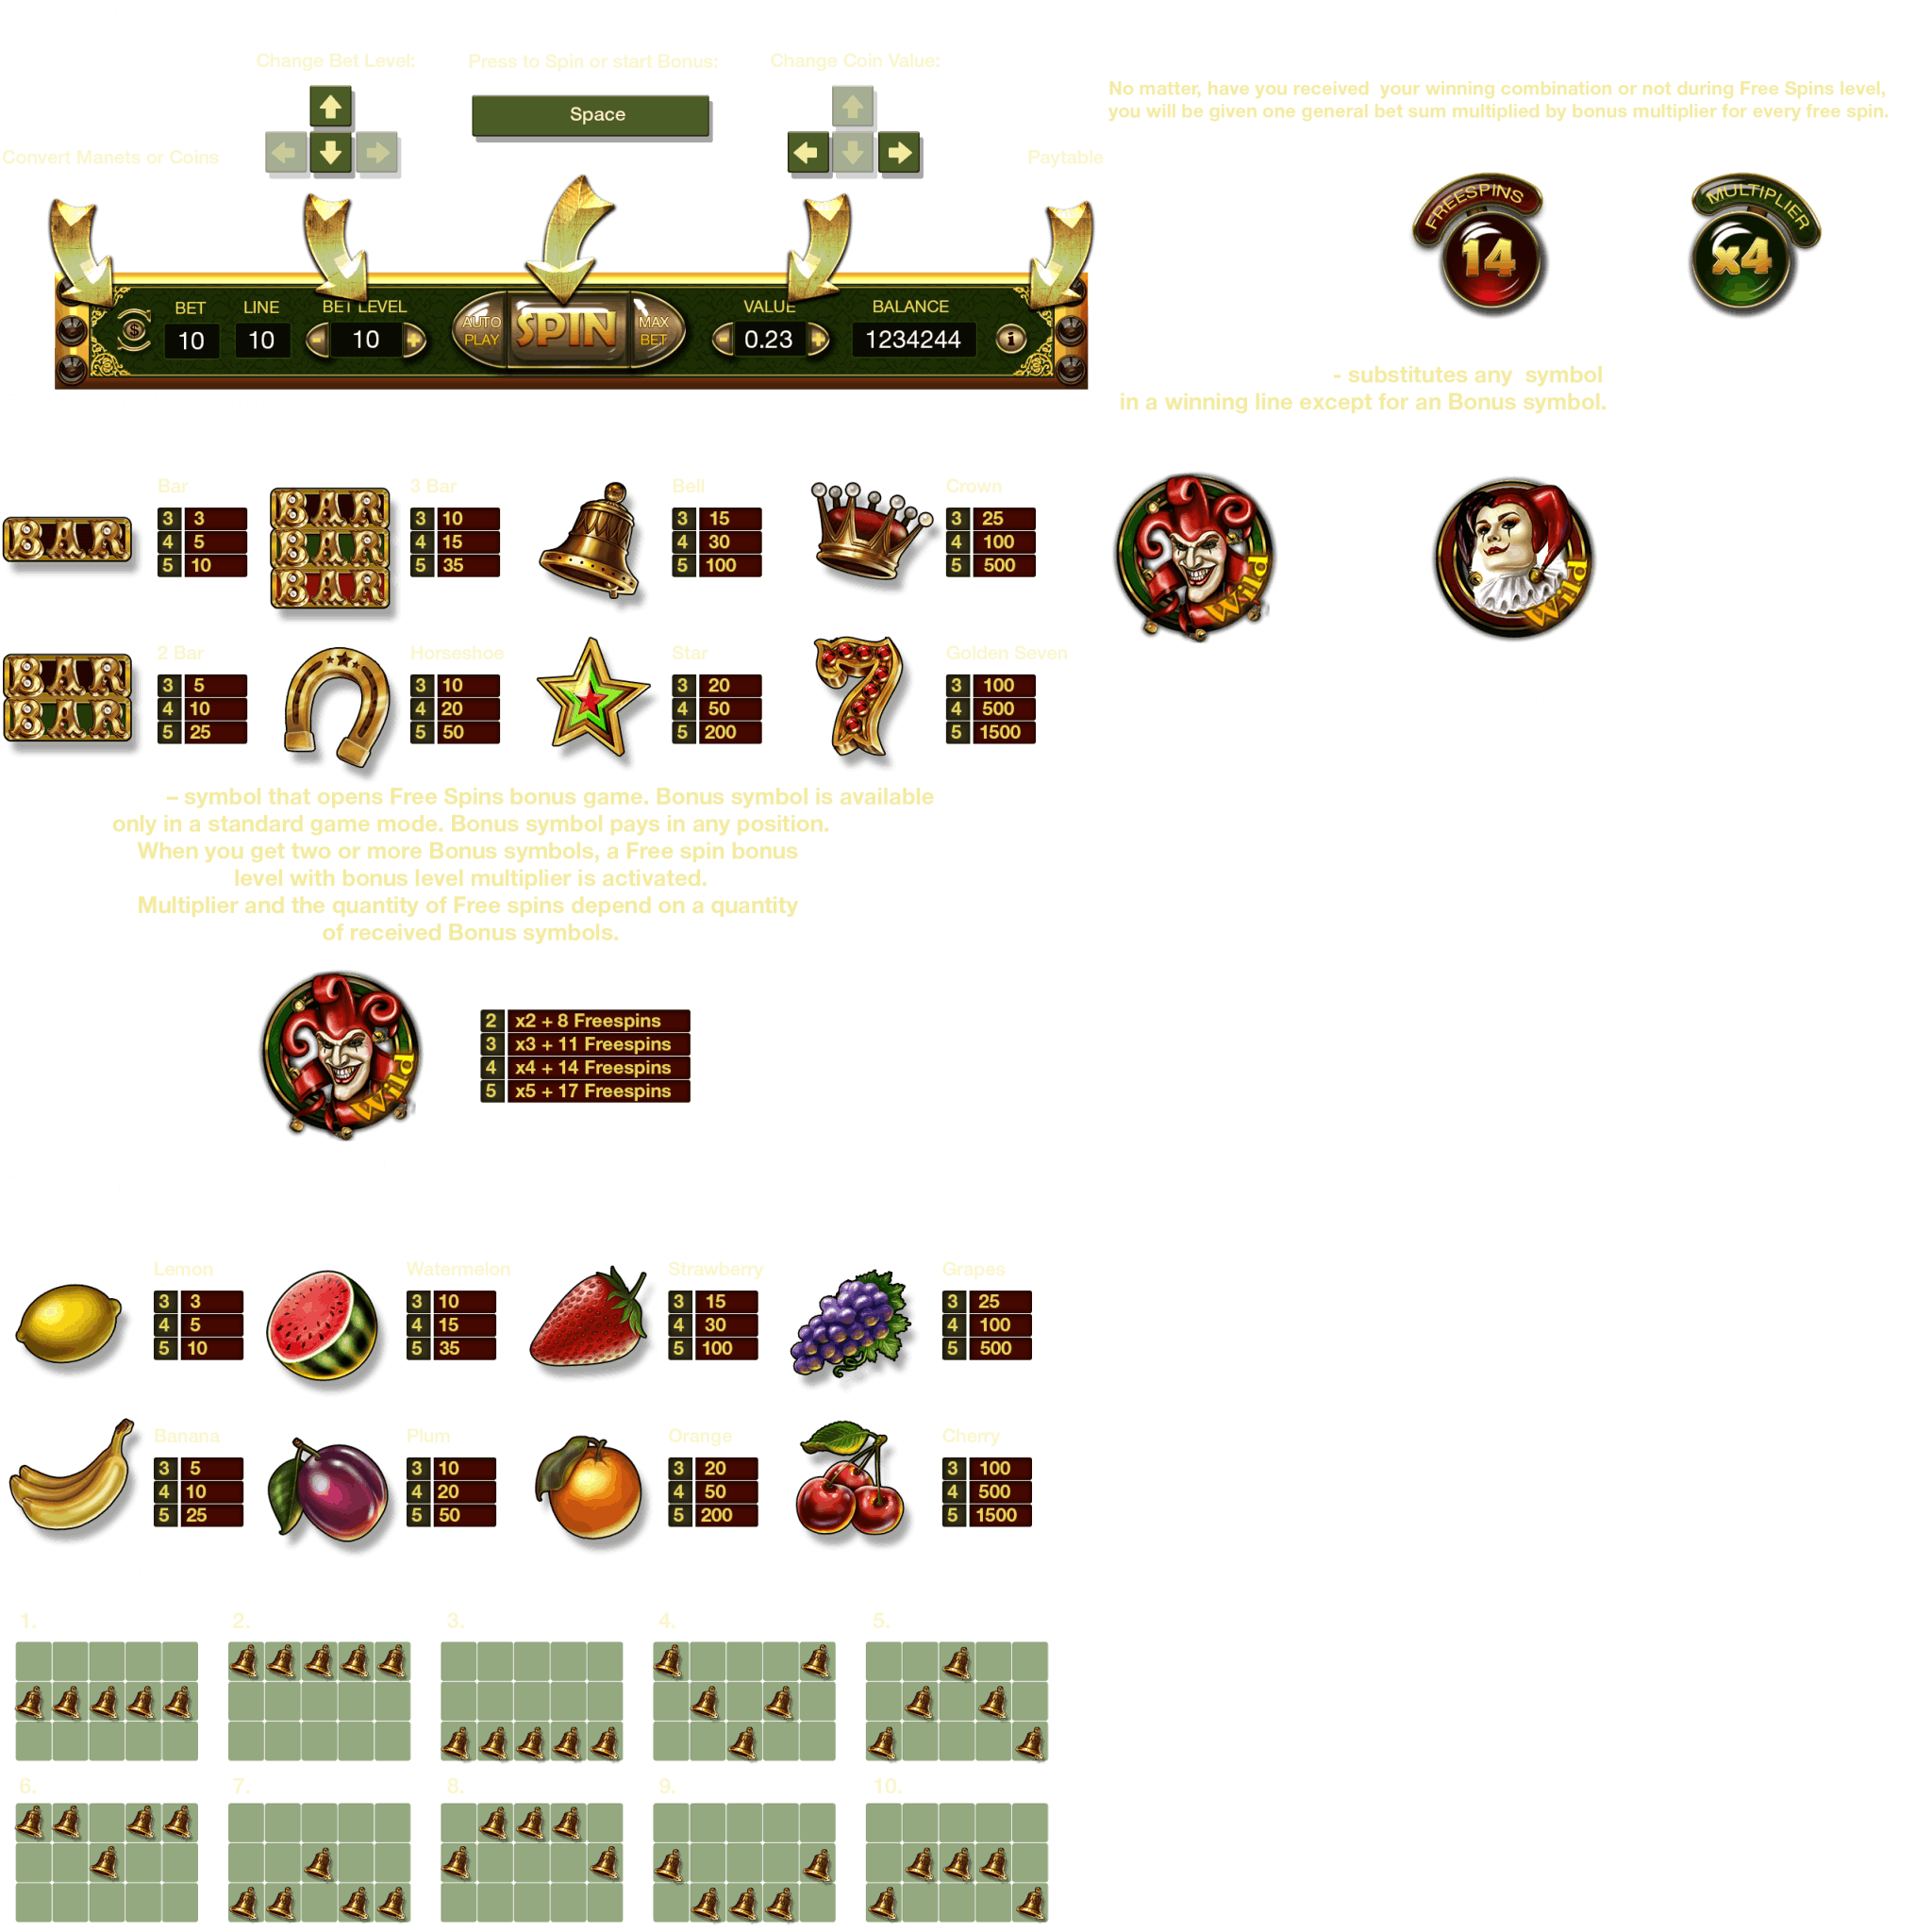 Change Bet Level:
Press to Spin or start Bonus:
Change Coin Value:
Space
No matter, have you received  your winning combination or not during Free Spins level,
you will be given one general bet sum multiplied by bonus multiplier for every free spin.
Convert Manets or Coins
Paytable
FREESPINS
14
MULTIPLIER
x4
BET
LINE
BET LEVEL
VALUE
BALANCE
$
10
10
-
10
+
AUTO
PLAY
SPIN
MAX
BET
-
0.23
+
1234244
i
- substitutes any  symbol
in a winning line except for an Bonus symbol.
BAR
Bar
3 3
4 5
5 10
BAR
BAR
BAR
3 Bar
3 10
4 15
5 35
Bell
3 15
4 30
5 100
Crown
3 25
4 100
5 500
Wild
Wild
BAR
BAR
2 Bar
3 5
4 10
5 25
Horseshoe
3 10
4 20
5 50
Star
3 20
4 50
5 200
7
Golden Seven
3 100
4 500
5 1500
– symbol that opens Free Spins bonus game. Bonus symbol is available
only in a standard game mode. Bonus symbol pays in any position.
When you get two or more Bonus symbols, a Free spin bonus
level with bonus level multiplier is activated.
Multiplier and the quantity of Free spins depend on a quantity
of received Bonus symbols.
Wild
2 x2 + 8 Freespins
3 x3 + 11 Freespins
4 x4 + 14 Freespins
5 x5 + 17 Freespins
Lemon
3 3
4 5
5 10
Watermelon
3 10
4 15
5 35
Strawberry
3 15
4 30
5 100
Grapes
3 25
4 100
5 500
Banana
3 5
4 10
5 25
Plum
3 10
4 20
5 50
Orange
3 20
4 50
5 200
Cherry
3 100
4 500
5 1500
1.
2.
3.
4.
5.
6.
7.
8.
9.
10.